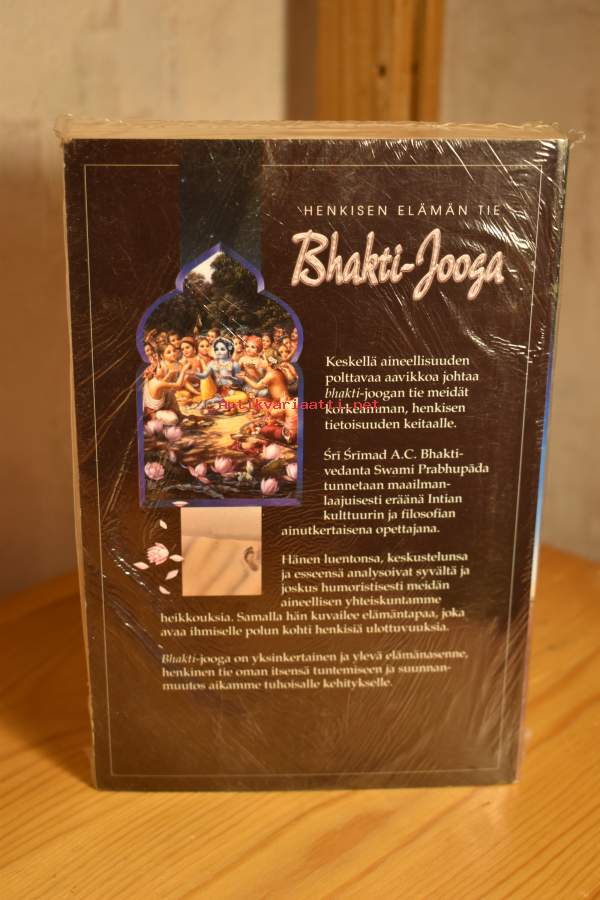 HENKISEN ELÄMÄN TIE
Bhakti-Jooga
Keskellä aineellisuuden
polttavaa aavikkoa johtaa
bhakti-joogan tie meidät
korkeamman, henkisen
tietoisuuden keitaalle.
antikvariaatti.net
Śrī Śrīmad A.C. Bhakti-
vedanta Swami Prabhupāda
tunnetaan maailman-
laajuisesti eräänä Intian
kulttuurin ja filosofian
ainutkertaisena opettajana.
Hänen luentonsa, keskustelunsa
ja esseensä analysoivat syvältä ja
joskus humoristisesti meidän
aineellisen yhteiskuntamme
heikkouksia. Samalla hän kuvailee elämäntapaa, joka
avaa ihmiselle polun kohti henkisiä ulottuvuuksia.
Bhakti-jooga on yksinkertainen ja ylevä elämänasenne,
henkinen tie oman itsensä tuntemiseen ja suunnan-
muutos aikamme tuhoisalle kehitykselle.